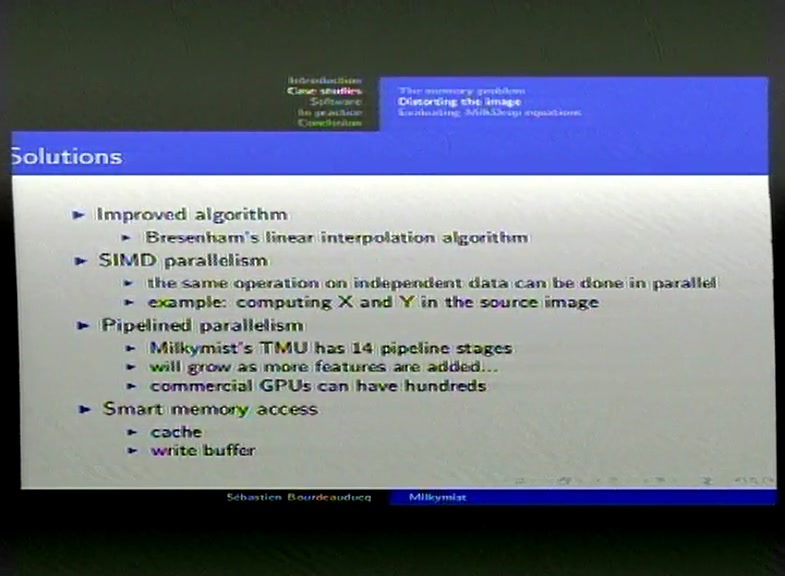 Introduction
Case studies
Software
In practice
Conclusion
The memory problem
Distorting the image
Evaluating MilkDrop equations
Solutions
Improved algorithm
Bresenham's linear interpolation algorithm
SIMD parallelism
the same operation on independent data can be done in parallel
example: computing X and Y in the source image
Pipelined parallelism
Milkymist's TMU has 14 pipeline stages
will grow as more features are added...
commercial GPUs can have hundreds
Smart memory access
cache
write buffer
Sébastien Bourdeauducq
Milkymist